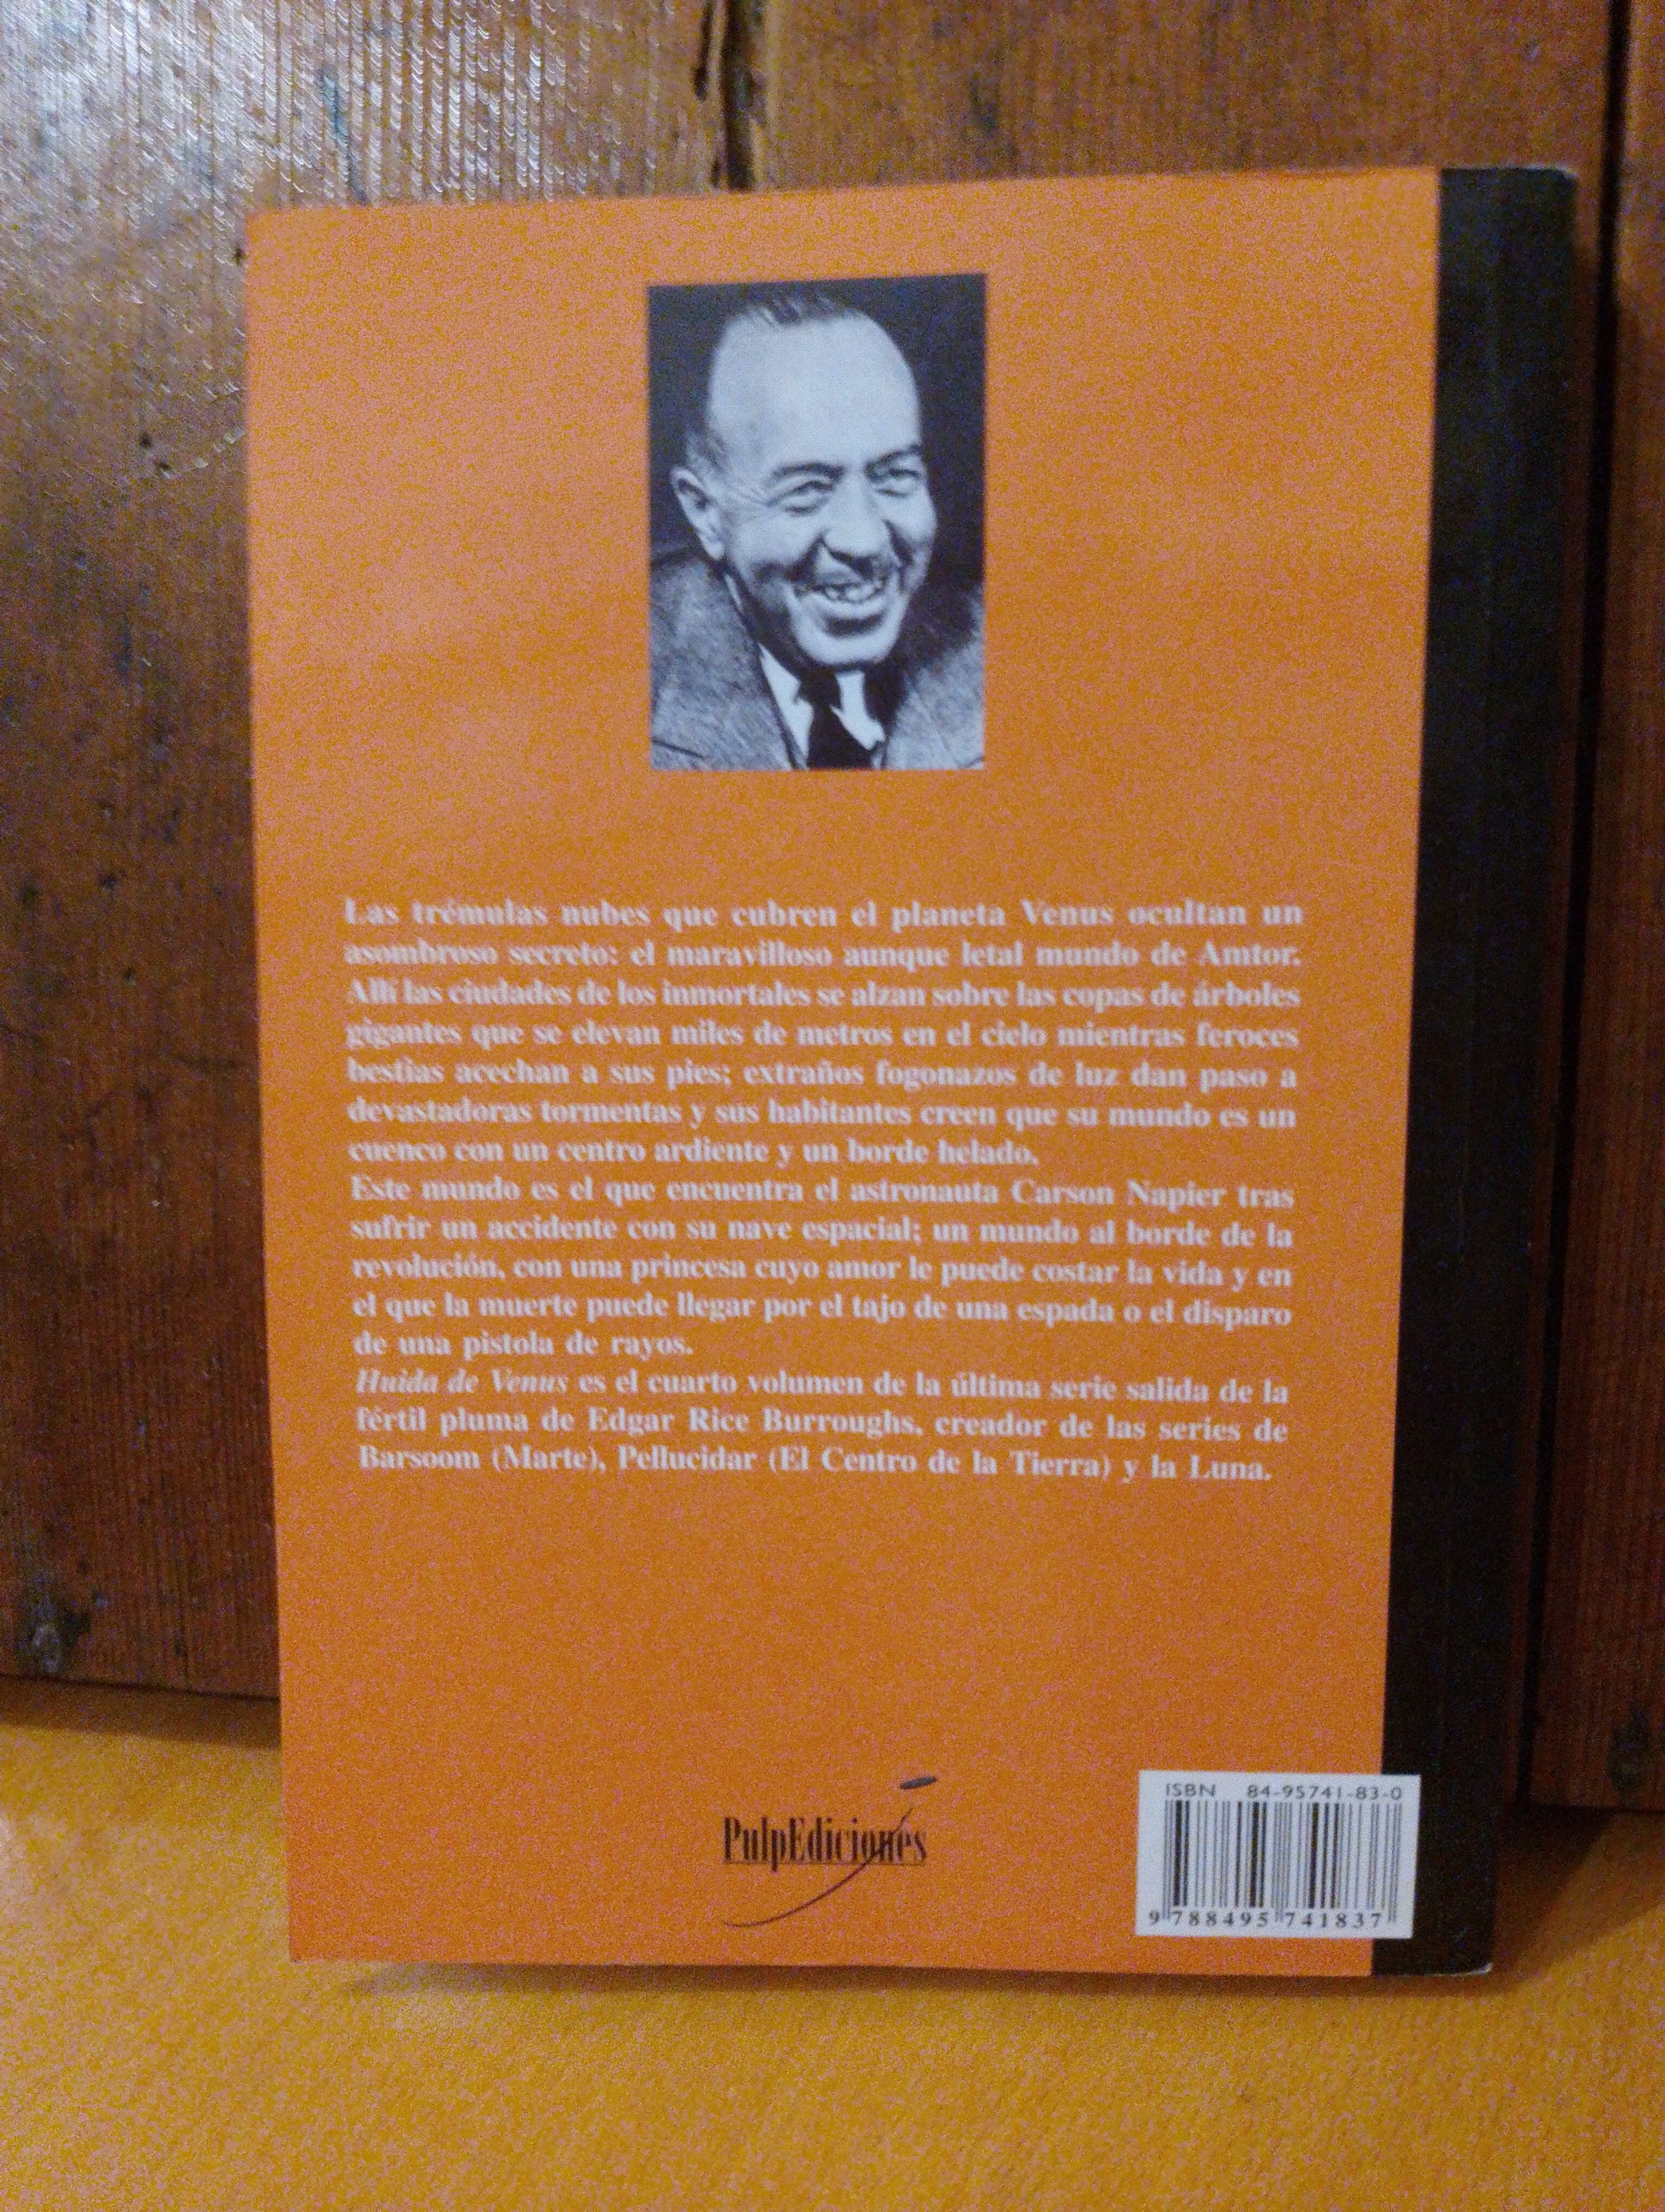 Las trémulas nubes que cubren el planeta Venus ocultan un
asombroso secreto: el maravilloso aunque letal mundo de Amtor.
Allí las ciudades de los inmortales se alzan sobre las copas de árboles
gigantes que se elevan miles de metros en el cielo mientras feroces
bestias acechan a sus pies; extraños fogonazos de luz dan paso a
devastadoras tormentas y sus habitantes creen que su mundo es un
cuenco con un centro ardiente y un borde helado.
Este mundo es el que encuentra el astronauta Carson Napier tras
sufrir un accidente con su nave espacial; un mundo al borde de la
revolución, con una princesa cuyo amor le puede costar la vida y en
el que la muerte puede llegar por el tajo de una espada o el disparo
de una pistola de rayos.
Huida de Venus es el cuarto volumen de la última serie salida de la
fértil pluma de Edgar Rice Burroughs, creador de las series de
Barsoom (Marte), Pellucidar (El Centro de la Tierra) y la Luna.
PulpEdiciones
ISBN 84-95741-83-0
9 788495 741837